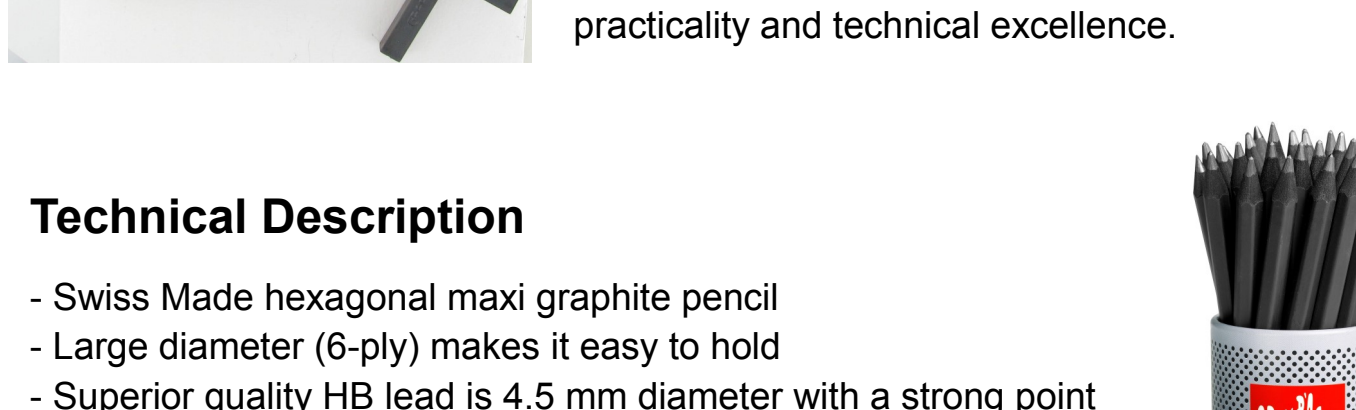 practicality and technical excellence.
Technical Description
- Swiss Made hexagonal maxi graphite pencil
- Large diameter (6-ply) makes it easy to hold
- Superior quality HB lead is 4.5 mm diameter with a strong point